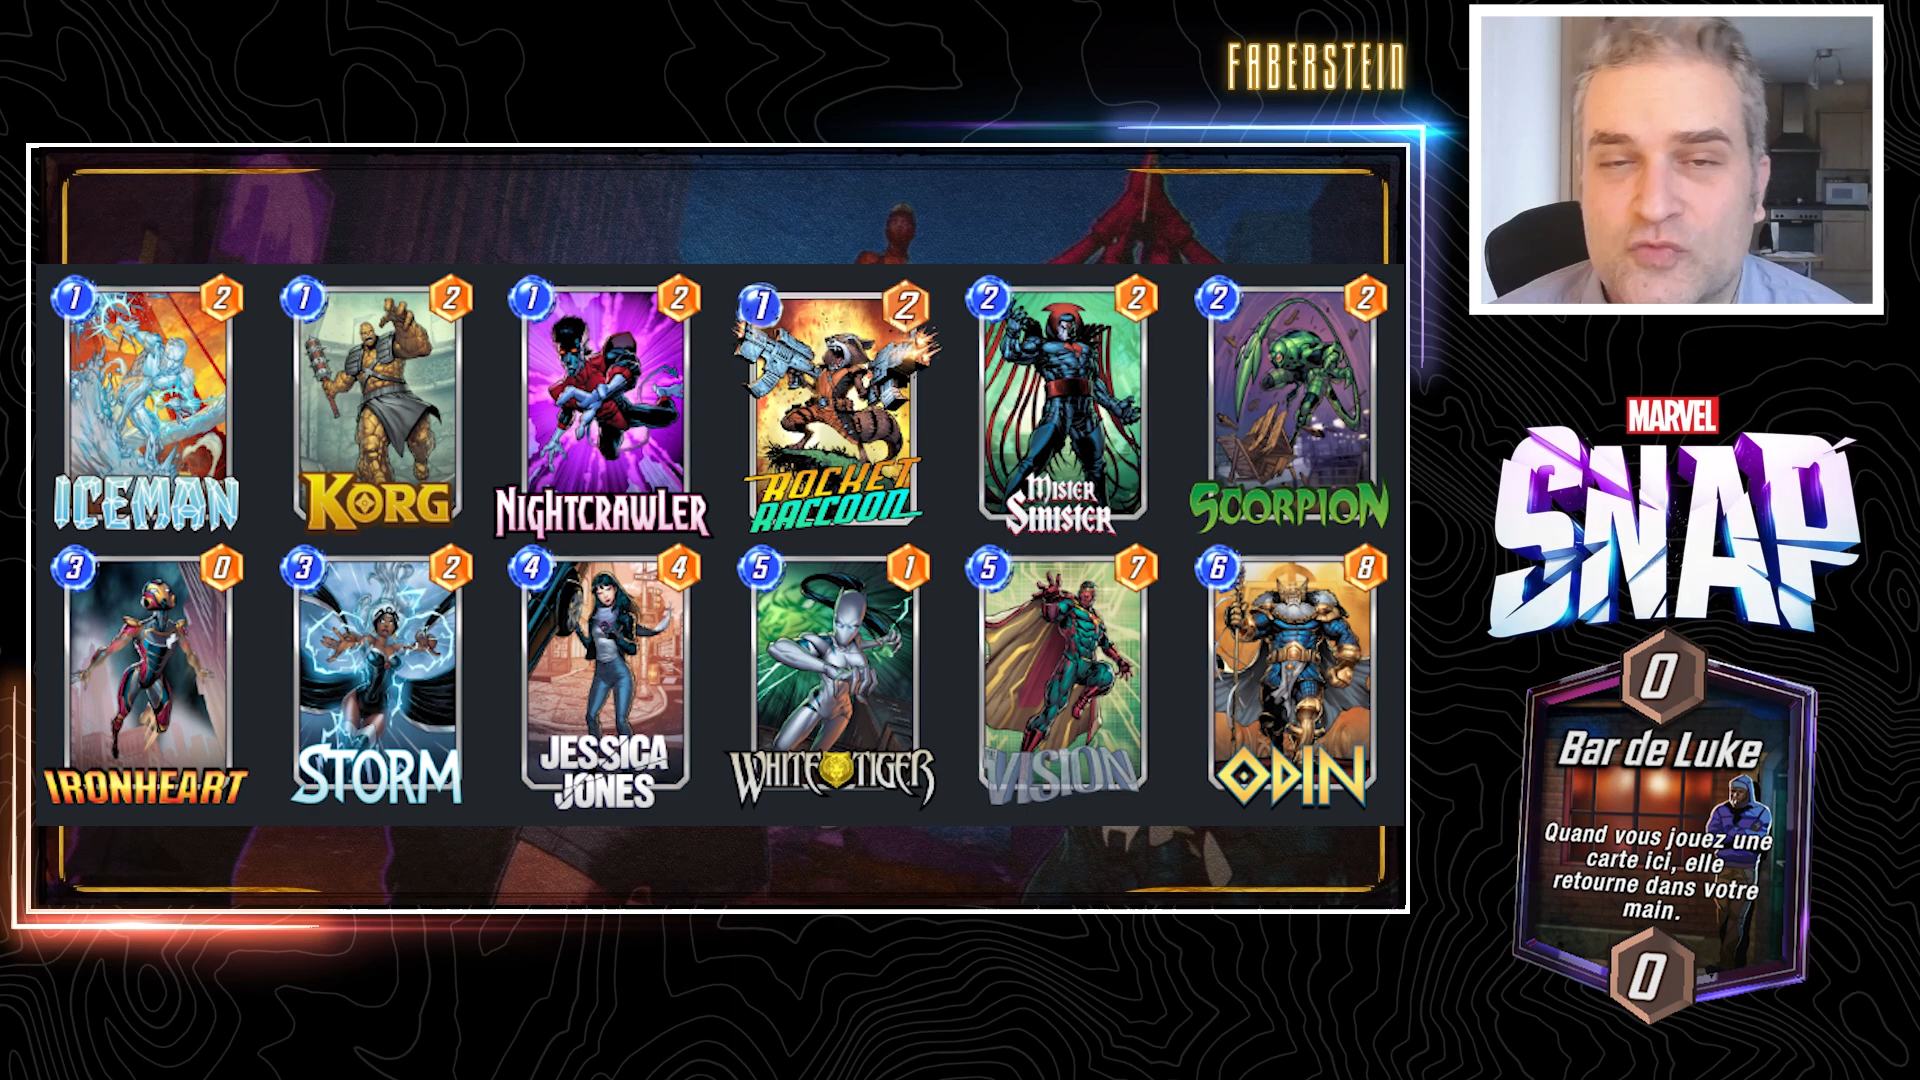 FABERSTEIN
1 2 1 2 1 2 1 2 2 2 2 2
ICEMAN
KORG
NIGHTCRAWLER
ROCKET
RACCOON
MISTER
SINISTER
SCORPION
3 0 3 2 4 4 5 1 5 7 6 8
IRONHEART
STORM
JESSICA
JONES
WHITE TIGER
VISION
ODIN
MARVEL
SNAP
0
Bar de Luke
Quand vous jouez une
carte ici, elle
retourne dans votre
main.
0